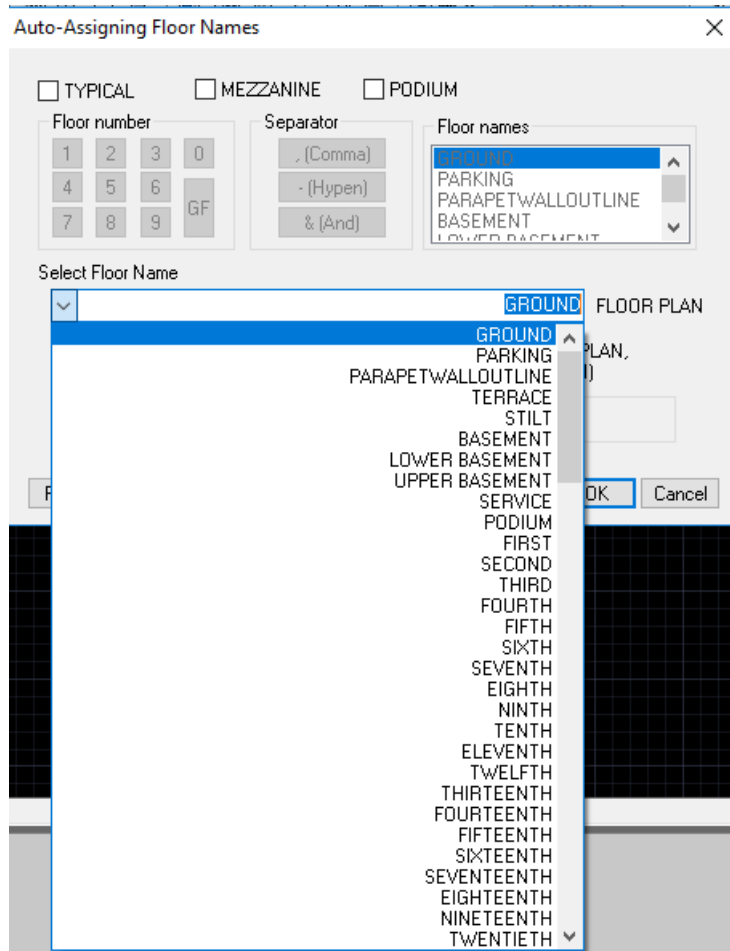 Auto-Assigning Floor Names
TYPICAL MEZZANINE PODIUM
Floor number Separator Floor names
1 2 3 0 , (Comma) GROUND
4 5 6 GF - (Hypen) PARKING
PARAPETWALLOUTLINE
7 8 9 & (And) BASEMENT
LOWER BASEMENT
Select Floor Name
GROUND FLOOR PLAN
GROUND
PARKING PLAN,
PARAPETWALLOUTLINE
TERRACE
STILT
BASEMENT
LOWER BASEMENT
UPPER BASEMENT
SERVICE OK Cancel
PODIUM
FIRST
SECOND
THIRD
FOURTH
FIFTH
SIXTH
SEVENTH
EIGHTH
NINTH
TENTH
ELEVENTH
TWELFTH
THIRTEENTH
FOURTEENTH
FIFTEENTH
SIXTEENTH
SEVENTEENTH
EIGHTEENTH
NINETEENTH
TWENTIETH